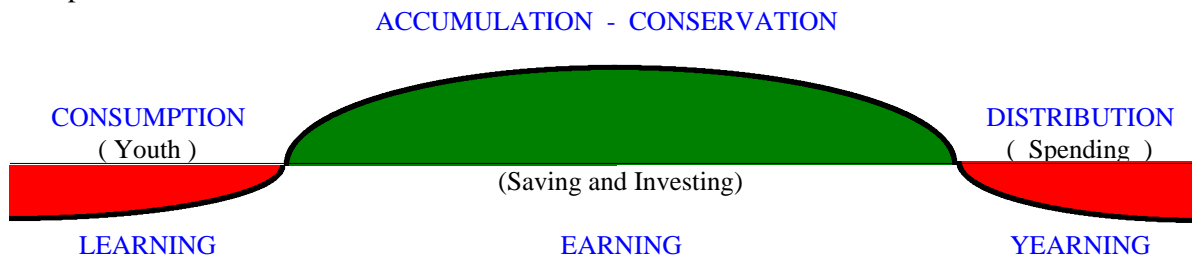 ACCUMULATION - CONSERVATION
CONSUMPTION
( Youth )
DISTRIBUTION
( Spending )
(Saving and Investing)
LEARNING
EARNING
YEARNING